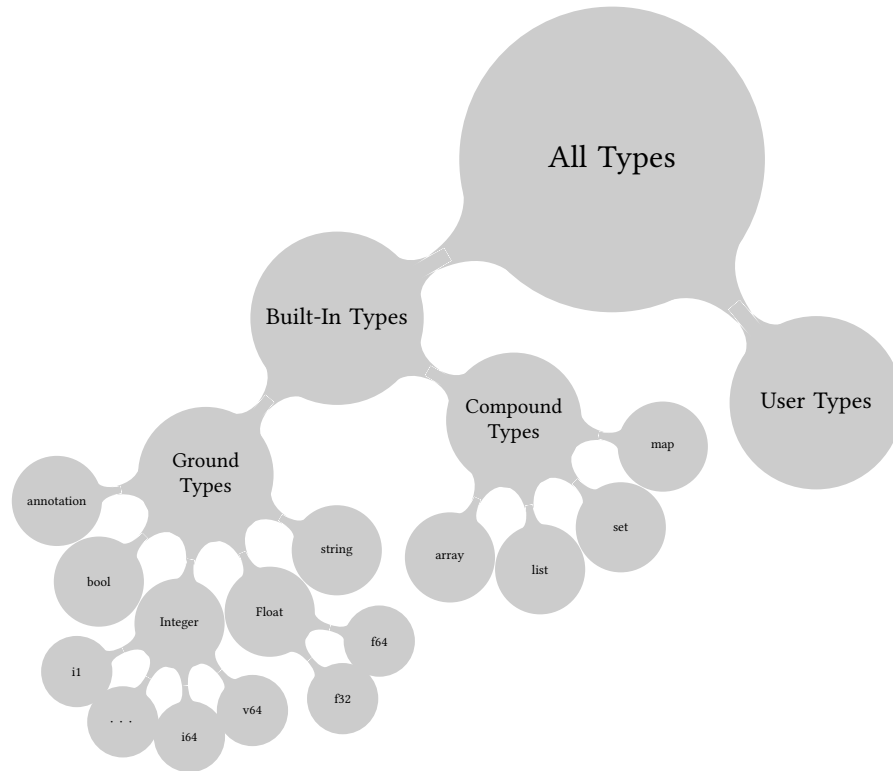 All Types
Built-In Types
User Types
Compound
Types
map
Ground
Types
annotation
set
string
array
list
bool
Float
Integer
f64
i1
f32
v64
. . .
i64